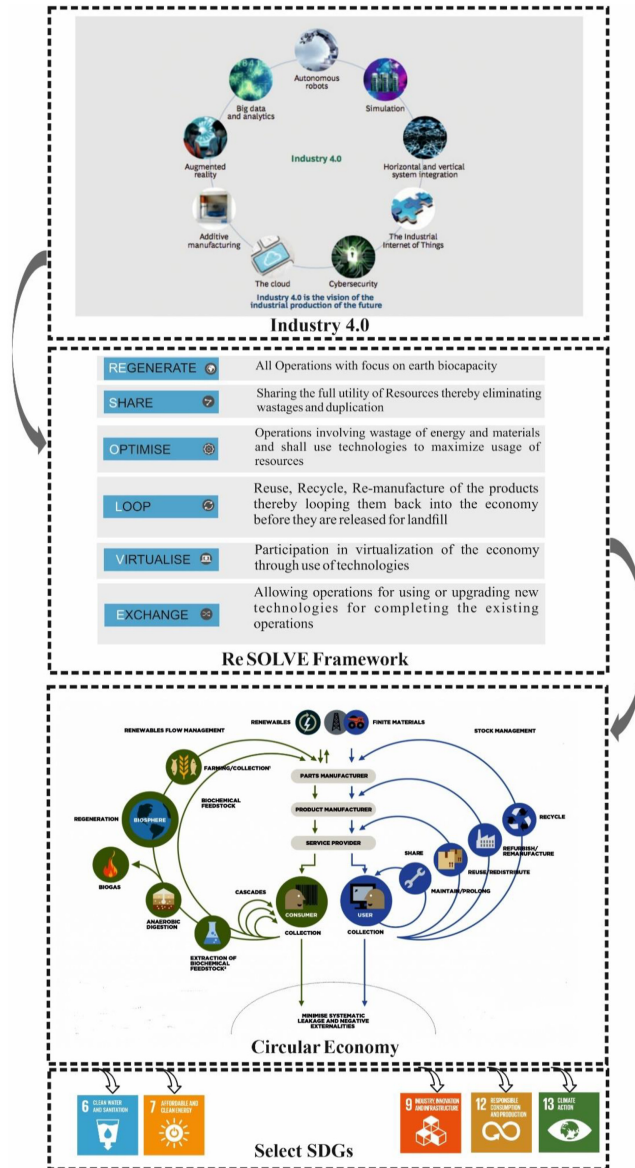 Autonomous
robots
Big data
and analytics
Simulation
Industry 4.0
Augmented
reality
Horizontal and vertical
system integration
Additive
manufacturing
The Industrial
Internet of Things
The cloud
Cybersecurity
Industry 4.0 is the vision of the
industrial production of the future
Industry 4.0
REGENERATE
All Operations with focus on earth biocapacity
SHARE
Sharing the full utility of Resources thereby eliminating
wastages and duplication
OPTIMISE
Operations involving wastage of energy and materials
and shall use technologies to maximize usage of
resources
LOOP
Reuse, Recycle, Re-manufacture of the products
thereby looping them back into the economy
before they are released for landfill
VIRTUALISE
Participation in virtualization of the economy
through use of technologies
EXCHANGE
Allowing operations for using or upgrading new
technologies for completing the existing
operations
Re SOLVE Framework
RENEWABLES
FINITE MATERIALS
RENEWABLES FLOW MANAGEMENT
STOCK MANAGEMENT
FARMING/COLLECTION¹
PARTS MANUFACTURER
BIOCHEMICAL
FEEDSTOCK
REGENERATION
BIOSPHERE
PRODUCT MANUFACTURER
RECYCLE
SERVICE PROVIDER
SHARE
REFURBISH/
REMANUFACTURE
REUSE/REDISTRIBUTE
MAINTAIN/PROLONG
BIOGAS
CASCADES
CONSUMER
USER
ANAEROBIC
DIGESTION
COLLECTION
COLLECTION
EXTRACTION OF
BIOCHEMICAL
FEEDSTOCK²
MINIMISE SYSTEMATIC
LEAKAGE AND NEGATIVE
EXTERNALITIES
Circular Economy
6 CLEAN WATER
AND SANITATION
7 AFFORDABLE AND
CLEAN ENERGY
9 INDUSTRY, INNOVATION
AND INFRASTRUCTURE
12 RESPONSIBLE
CONSUMPTION
AND PRODUCTION
13 CLIMATE
ACTION
Select SDGs